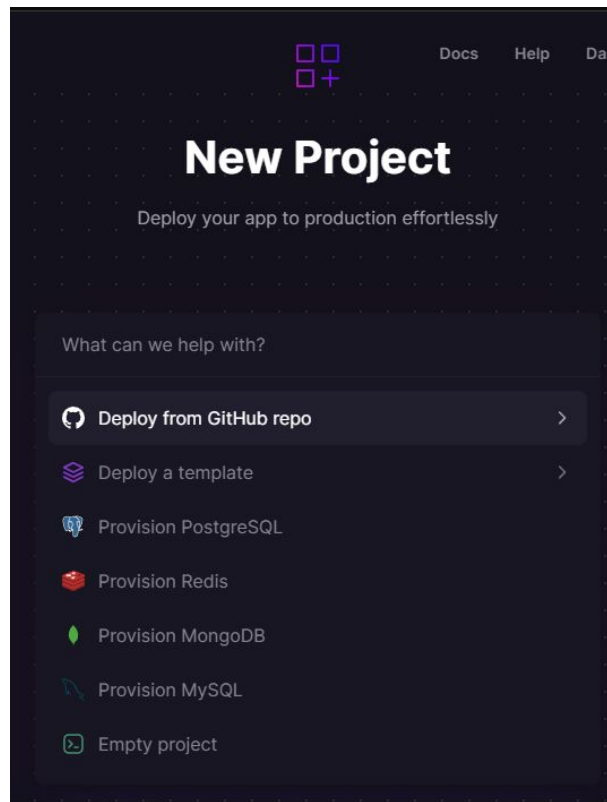 Docs Help Da
New Project
Deploy your app to production effortlessly
What can we help with?
Deploy from GitHub repo
Deploy a template
Provision PostgreSQL
Provision Redis
Provision MongoDB
Provision MySQL
Empty project